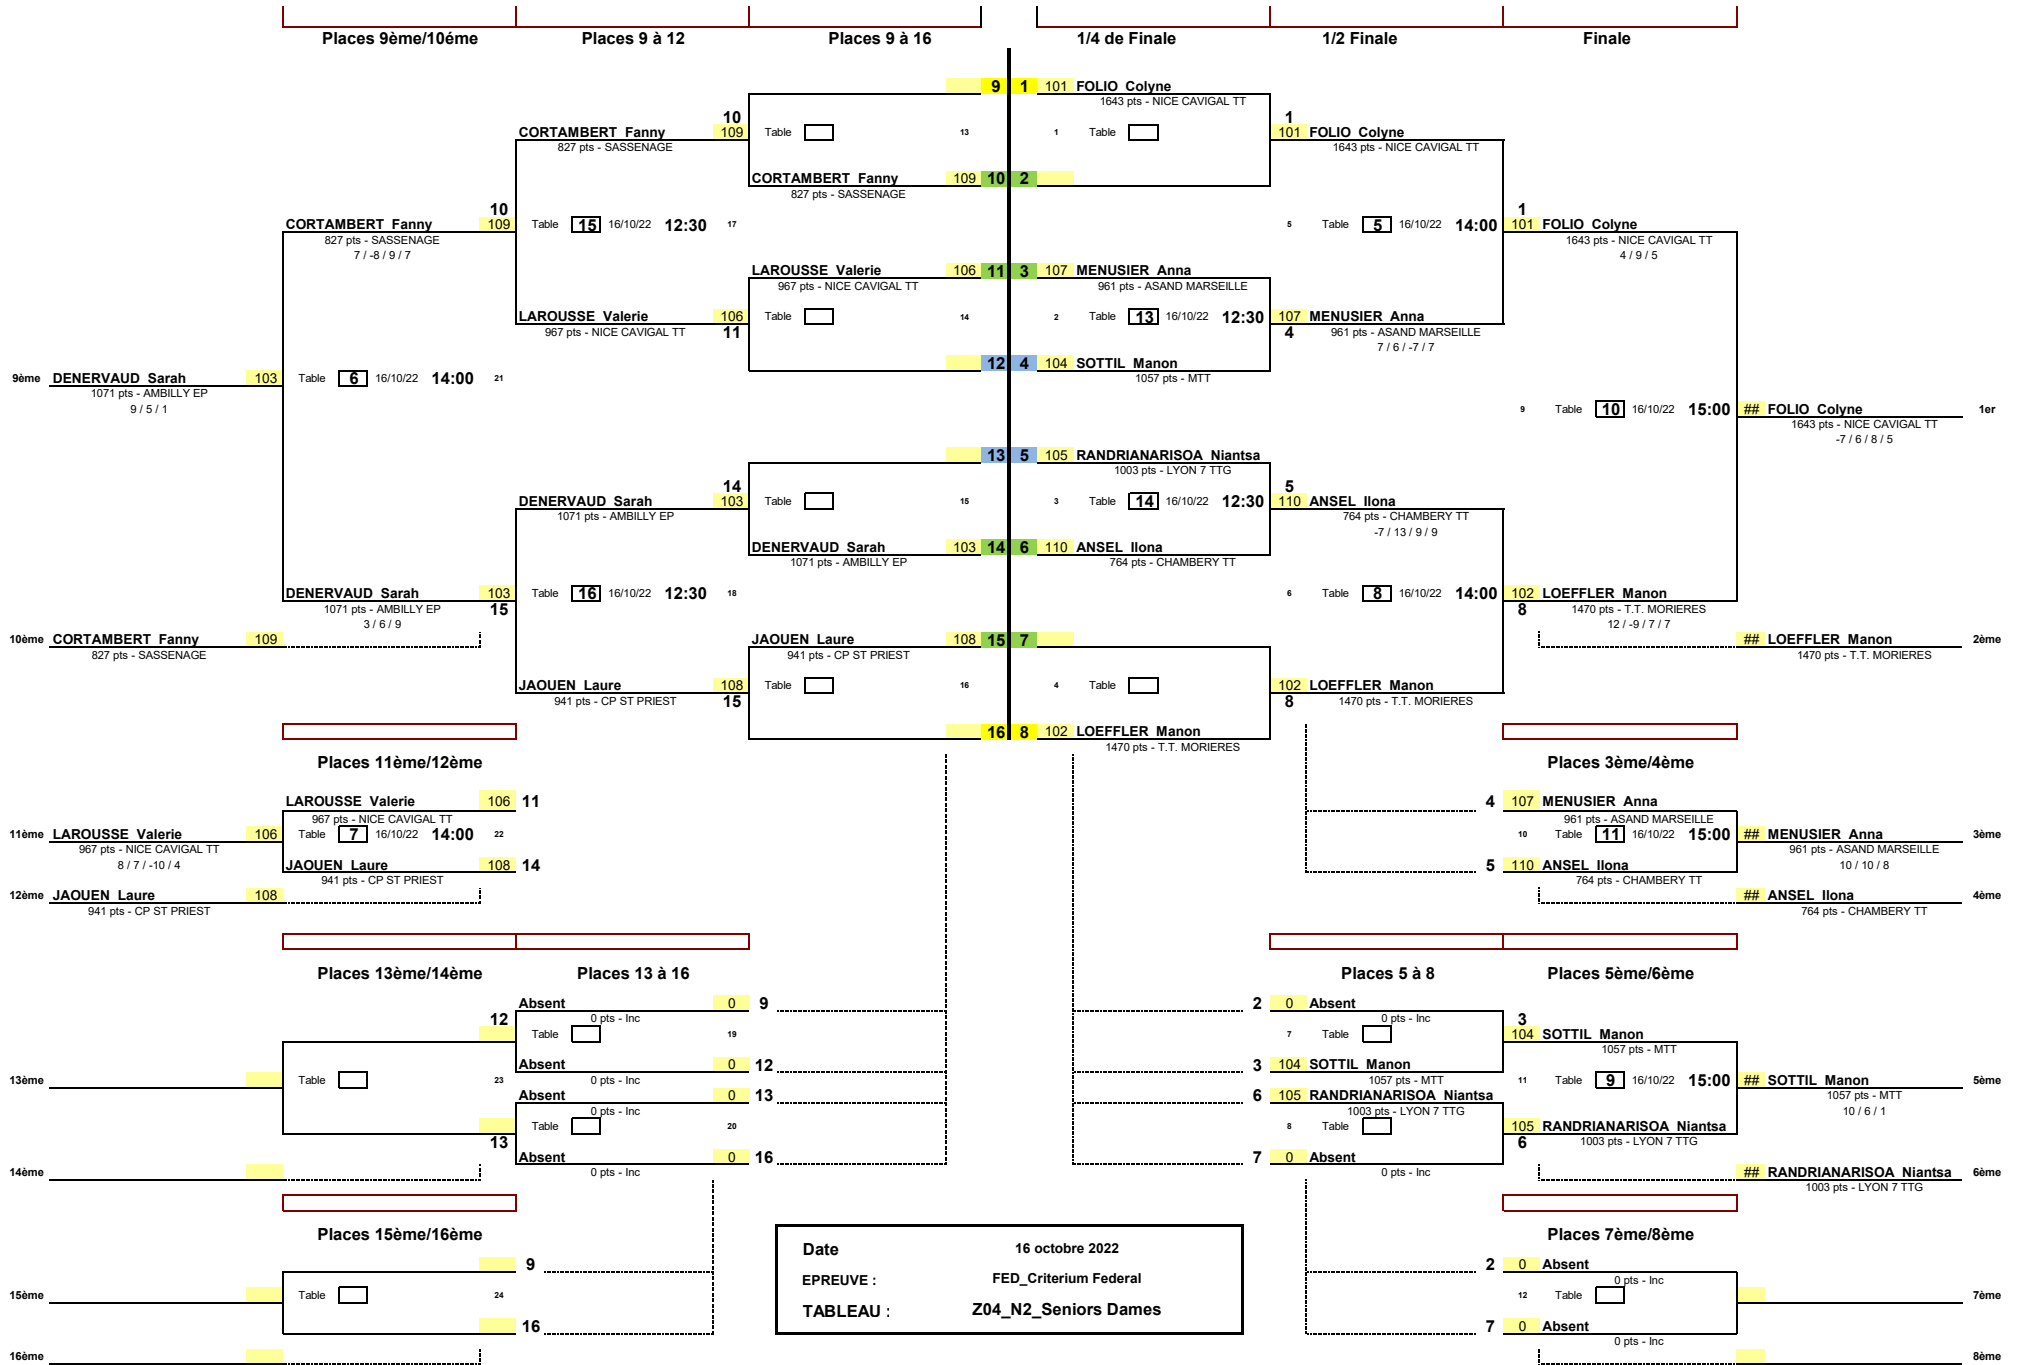 Places 9ème/10éme Places 9 à 12 Places 9 à 16 1/4 de Finale 1/2 Finale Finale
9 1 101 FOLIO Colyne
1643 pts - NICE CAVIGAL TT
10 1
CORTAMBERT Fanny 109 Table 13 1 Table 101 FOLIO Colyne
827 pts - SASSENAGE 1643 pts - NICE CAVIGAL TT
CORTAMBERT Fanny 109 10 2
827 pts - SASSENAGE
10 1
CORTAMBERT Fanny 109 Table 15 16/10/22 12:30 17 5 Table 5 16/10/22 14:00 101 FOLIO Colyne
827 pts - SASSENAGE 1643 pts - NICE CAVIGAL TT
7 / -8 / 9 / 7 4 / 9 / 5
LAROUSSE Valerie 106 11 3 107 MENUSIER Anna
967 pts - NICE CAVIGAL TT 961 pts - ASAND MARSEILLE
LAROUSSE Valerie 106 Table 14 2 Table 13 16/10/22 12:30 107 MENUSIER Anna
967 pts - NICE CAVIGAL TT 11 4 961 pts - ASAND MARSEILLE
7 / 6 / -7 / 7
12 4 104 SOTTIL Manon
1057 pts - MTT
9ème DENERVAUD Sarah 103 Table 6 16/10/22 14:00 21
1071 pts - AMBILLY EP
9 / 5 / 1
9 Table 10 16/10/22 15:00 ## FOLIO Colyne 1er
1643 pts - NICE CAVIGAL TT
-7 / 6 / 8 / 5
13 5 105 RANDRIANARISOA Niantsa
1003 pts - LYON 7 TTG
14 5
DENERVAUD Sarah 103 Table 15 3 Table 14 16/10/22 12:30 110 ANSEL Ilona
1071 pts - AMBILLY EP 764 pts - CHAMBERY TT
-7 / 13 / 9 / 9
DENERVAUD Sarah 103 14 6 110 ANSEL Ilona
1071 pts - AMBILLY EP 764 pts - CHAMBERY TT
DENERVAUD Sarah 103 Table 16 16/10/22 12:30 18 6 Table 8 16/10/22 14:00 102 LOEFFLER Manon
1071 pts - AMBILLY EP 15 8 1470 pts - T.T. MORIERES
3 / 6 / 9 12 / -9 / 7 / 7
10ème CORTAMBERT Fanny 109 JAOUEN Laure 108 15 7 ## LOEFFLER Manon 2ème
827 pts - SASSENAGE 941 pts - CP ST PRIEST 1470 pts - T.T. MORIERES
JAOUEN Laure 108 Table 16 4 Table 102 LOEFFLER Manon
941 pts - CP ST PRIEST 15 8 1470 pts - T.T. MORIERES
16 8 102 LOEFFLER Manon
1470 pts - T.T. MORIERES
Places 11ème/12ème Places 3ème/4ème
LAROUSSE Valerie 106 11 4 107 MENUSIER Anna
967 pts - NICE CAVIGAL TT 961 pts - ASAND MARSEILLE
11ème LAROUSSE Valerie 106 Table 7 16/10/22 14:00 22 10 Table 11 16/10/22 15:00 ## MENUSIER Anna 3ème
967 pts - NICE CAVIGAL TT 961 pts - ASAND MARSEILLE
8 / 7 / -10 / 4 JAOUEN Laure 108 14 5 110 ANSEL Ilona 10 / 10 / 8
941 pts - CP ST PRIEST 764 pts - CHAMBERY TT
12ème JAOUEN Laure 108 ## ANSEL Ilona 4ème
941 pts - CP ST PRIEST 764 pts - CHAMBERY TT
Places 13ème/14ème Places 13 à 16 Places 5 à 8 Places 5ème/6ème
Absent 0 9 2 0 Absent
12 0 pts - Inc 0 pts - Inc 3
Table 19 7 Table 104 SOTTIL Manon
1057 pts - MTT
Absent 0 12 3 104 SOTTIL Manon
13ème Table 23 0 pts - Inc 1057 pts - MTT 11 Table 9 16/10/22 15:00 ## SOTTIL Manon 5ème
1057 pts - MTT
Absent 0 13 6 105 RANDRIANARISOA Niantsa
0 pts - Inc 1003 pts - LYON 7 TTG 10 / 6 / 1
Table 20 8 Table 105 RANDRIANARISOA Niantsa
13 6 1003 pts - LYON 7 TTG
Absent 0 16 7 0 Absent
0 pts - Inc 0 pts - Inc
14ème ## RANDRIANARISOA Niantsa 6ème
1003 pts - LYON 7 TTG
Places 15ème/16ème Places 7ème/8ème
Date 16 octobre 2022
9 2 0 Absent
0 pts - Inc
EPREUVE : FED_Criterium Federal
15ème Table 24 12 Table 7ème
TABLEAU : Z04_N2_Seniors Dames
16 7 0 Absent
0 pts - Inc
16ème 8ème